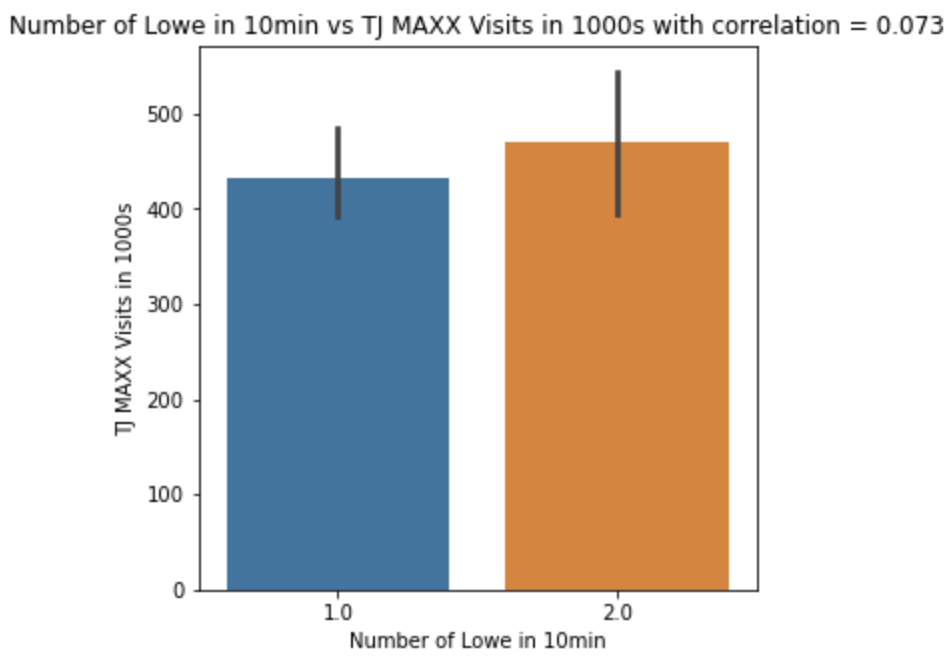 Number of Lowe in 10min vs TJ MAXX Visits in 1000s with correlation = 0.073
TJ MAXX Visits in 1000s
500
400
300
200
100
0
1.0
2.0
Number of Lowe in 10min